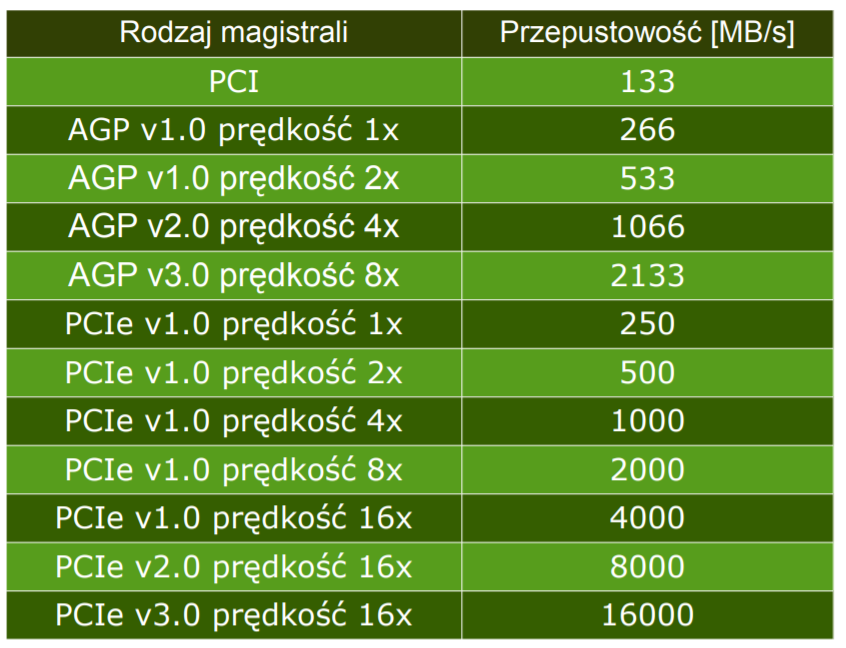 Rodzaj magistrali Przepustowość [MB/s]
PCI 133
AGP v1.0 prędkość 1x 266
AGP v1.0 prędkość 2x 533
AGP v2.0 prędkość 4x 1066
AGP v3.0 prędkość 8x 2133
PCIe v1.0 prędkość 1x 250
PCIe v1.0 prędkość 2x 500
PCIe v1.0 prędkość 4x 1000
PCIe v1.0 prędkość 8x 2000
PCIe v1.0 prędkość 16x 4000
PCIe v2.0 prędkość 16x 8000
PCIe v3.0 prędkość 16x 16000